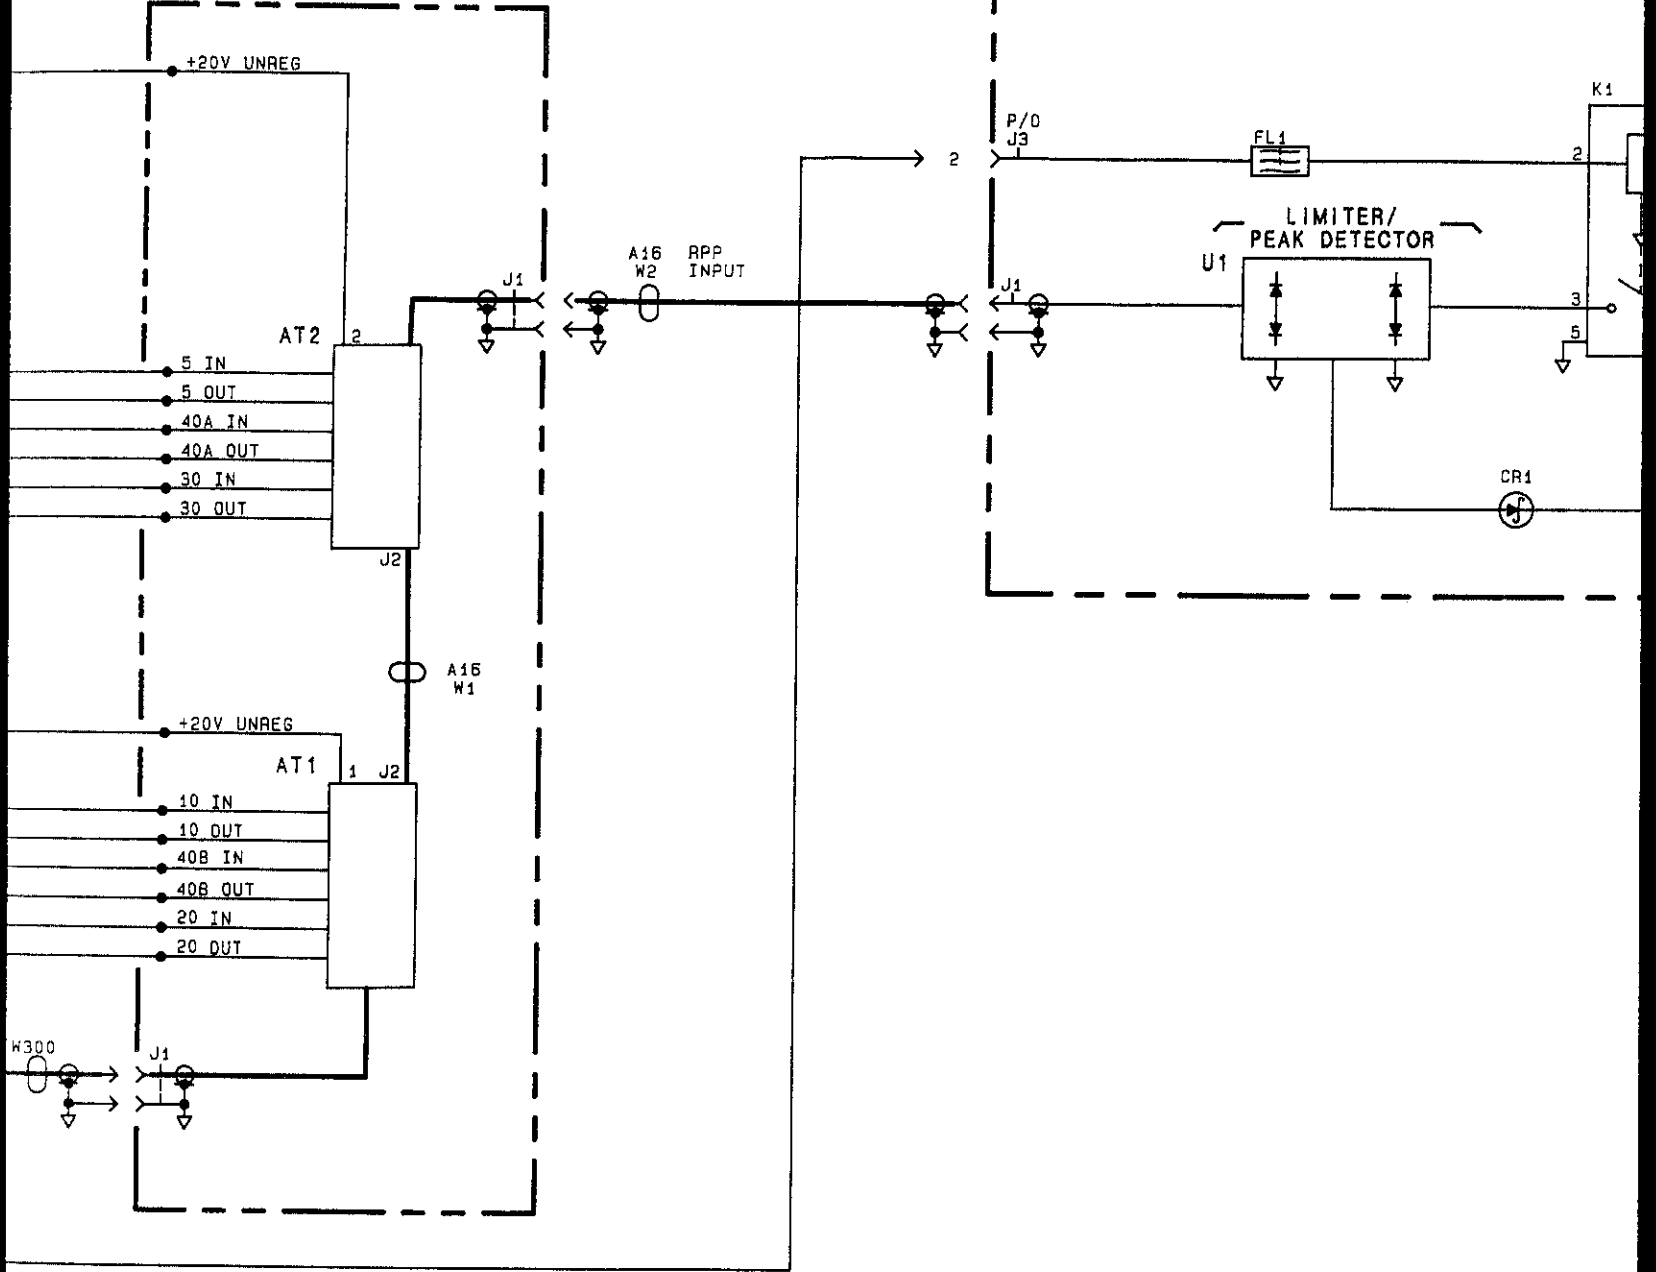 +20V UNREG
K1
P/O
J3
2
FL1
2
LIMITER/
PEAK DETECTOR
U1
A16 RPP
W2 INPUT
J1
J1
3
5
AT2
2
5 IN
5 OUT
40A IN
40A OUT
30 IN
30 OUT
CR1
J2
A16
W1
+20V UNREG
AT1
1
J2
10 IN
10 OUT
40B IN
40B OUT
20 IN
20 OUT
W300
J1